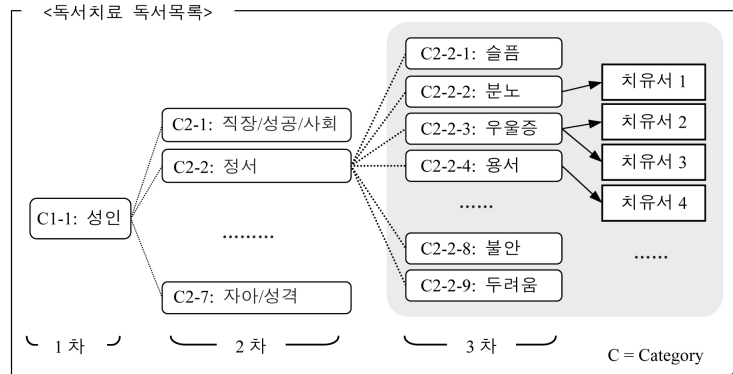 <독서치료 독서목록>
C1-1: 성인
C2-1: 직장/성공/사회
C2-2: 정서
.........
C2-7: 자아/성격
C2-2-1: 슬픔
C2-2-2: 분노
C2-2-3: 우울증
C2-2-4: 용서
......
C2-2-8: 불안
C2-2-9: 두려움
치유서 1
치유서 2
치유서 3
치유서 4
......
1 차
2 차
3 차
C = Category